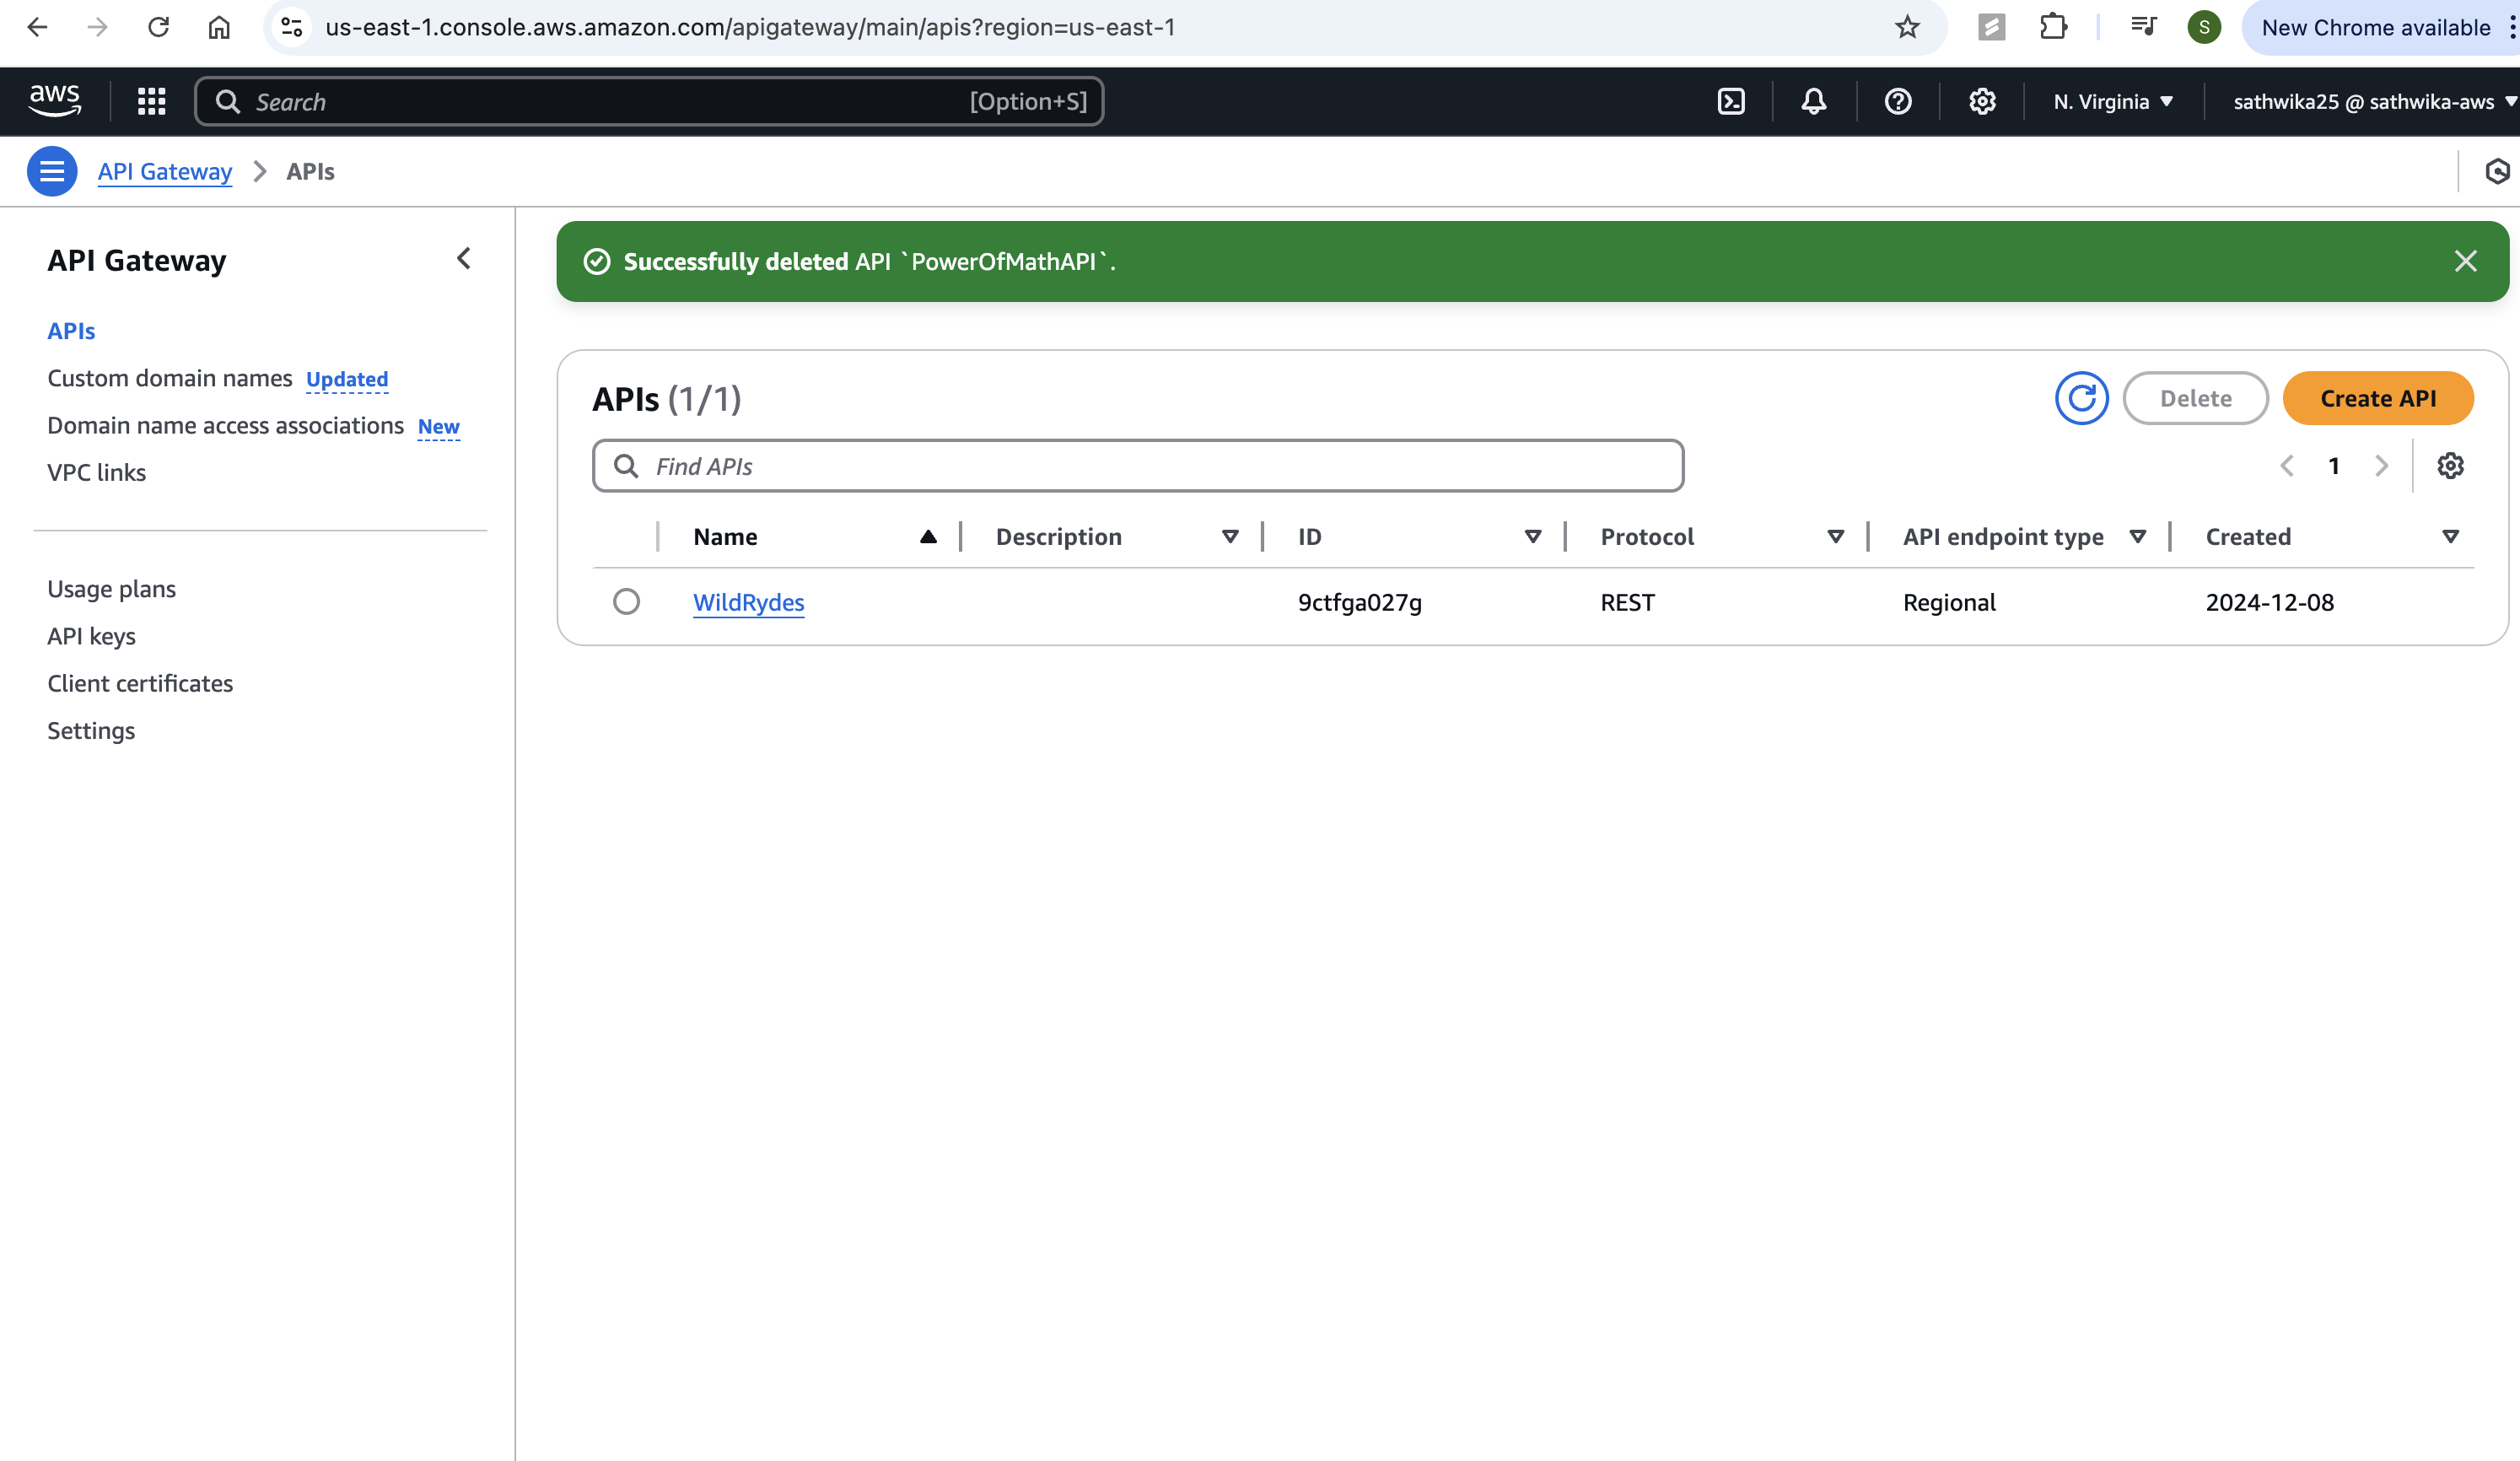 us-east-1.console.aws.amazon.com/apigateway/main/apis?region=us-east-1
S
New Chrome available
aws
Search
[Option+S]
N. Virginia
sathwika25 @ sathwika-aws
API Gateway
APIs
API Gateway
APIs
Custom domain names Updated
Domain name access associations New
VPC links
Usage plans
API keys
Client certificates
Settings
Successfully deleted API `PowerOfMathAPI`.
APIs (1/1)
Delete
Create API
Find APIs
1
Name Description ID Protocol API endpoint type Created
WildRydes 9ctfga027g REST Regional 2024-12-08